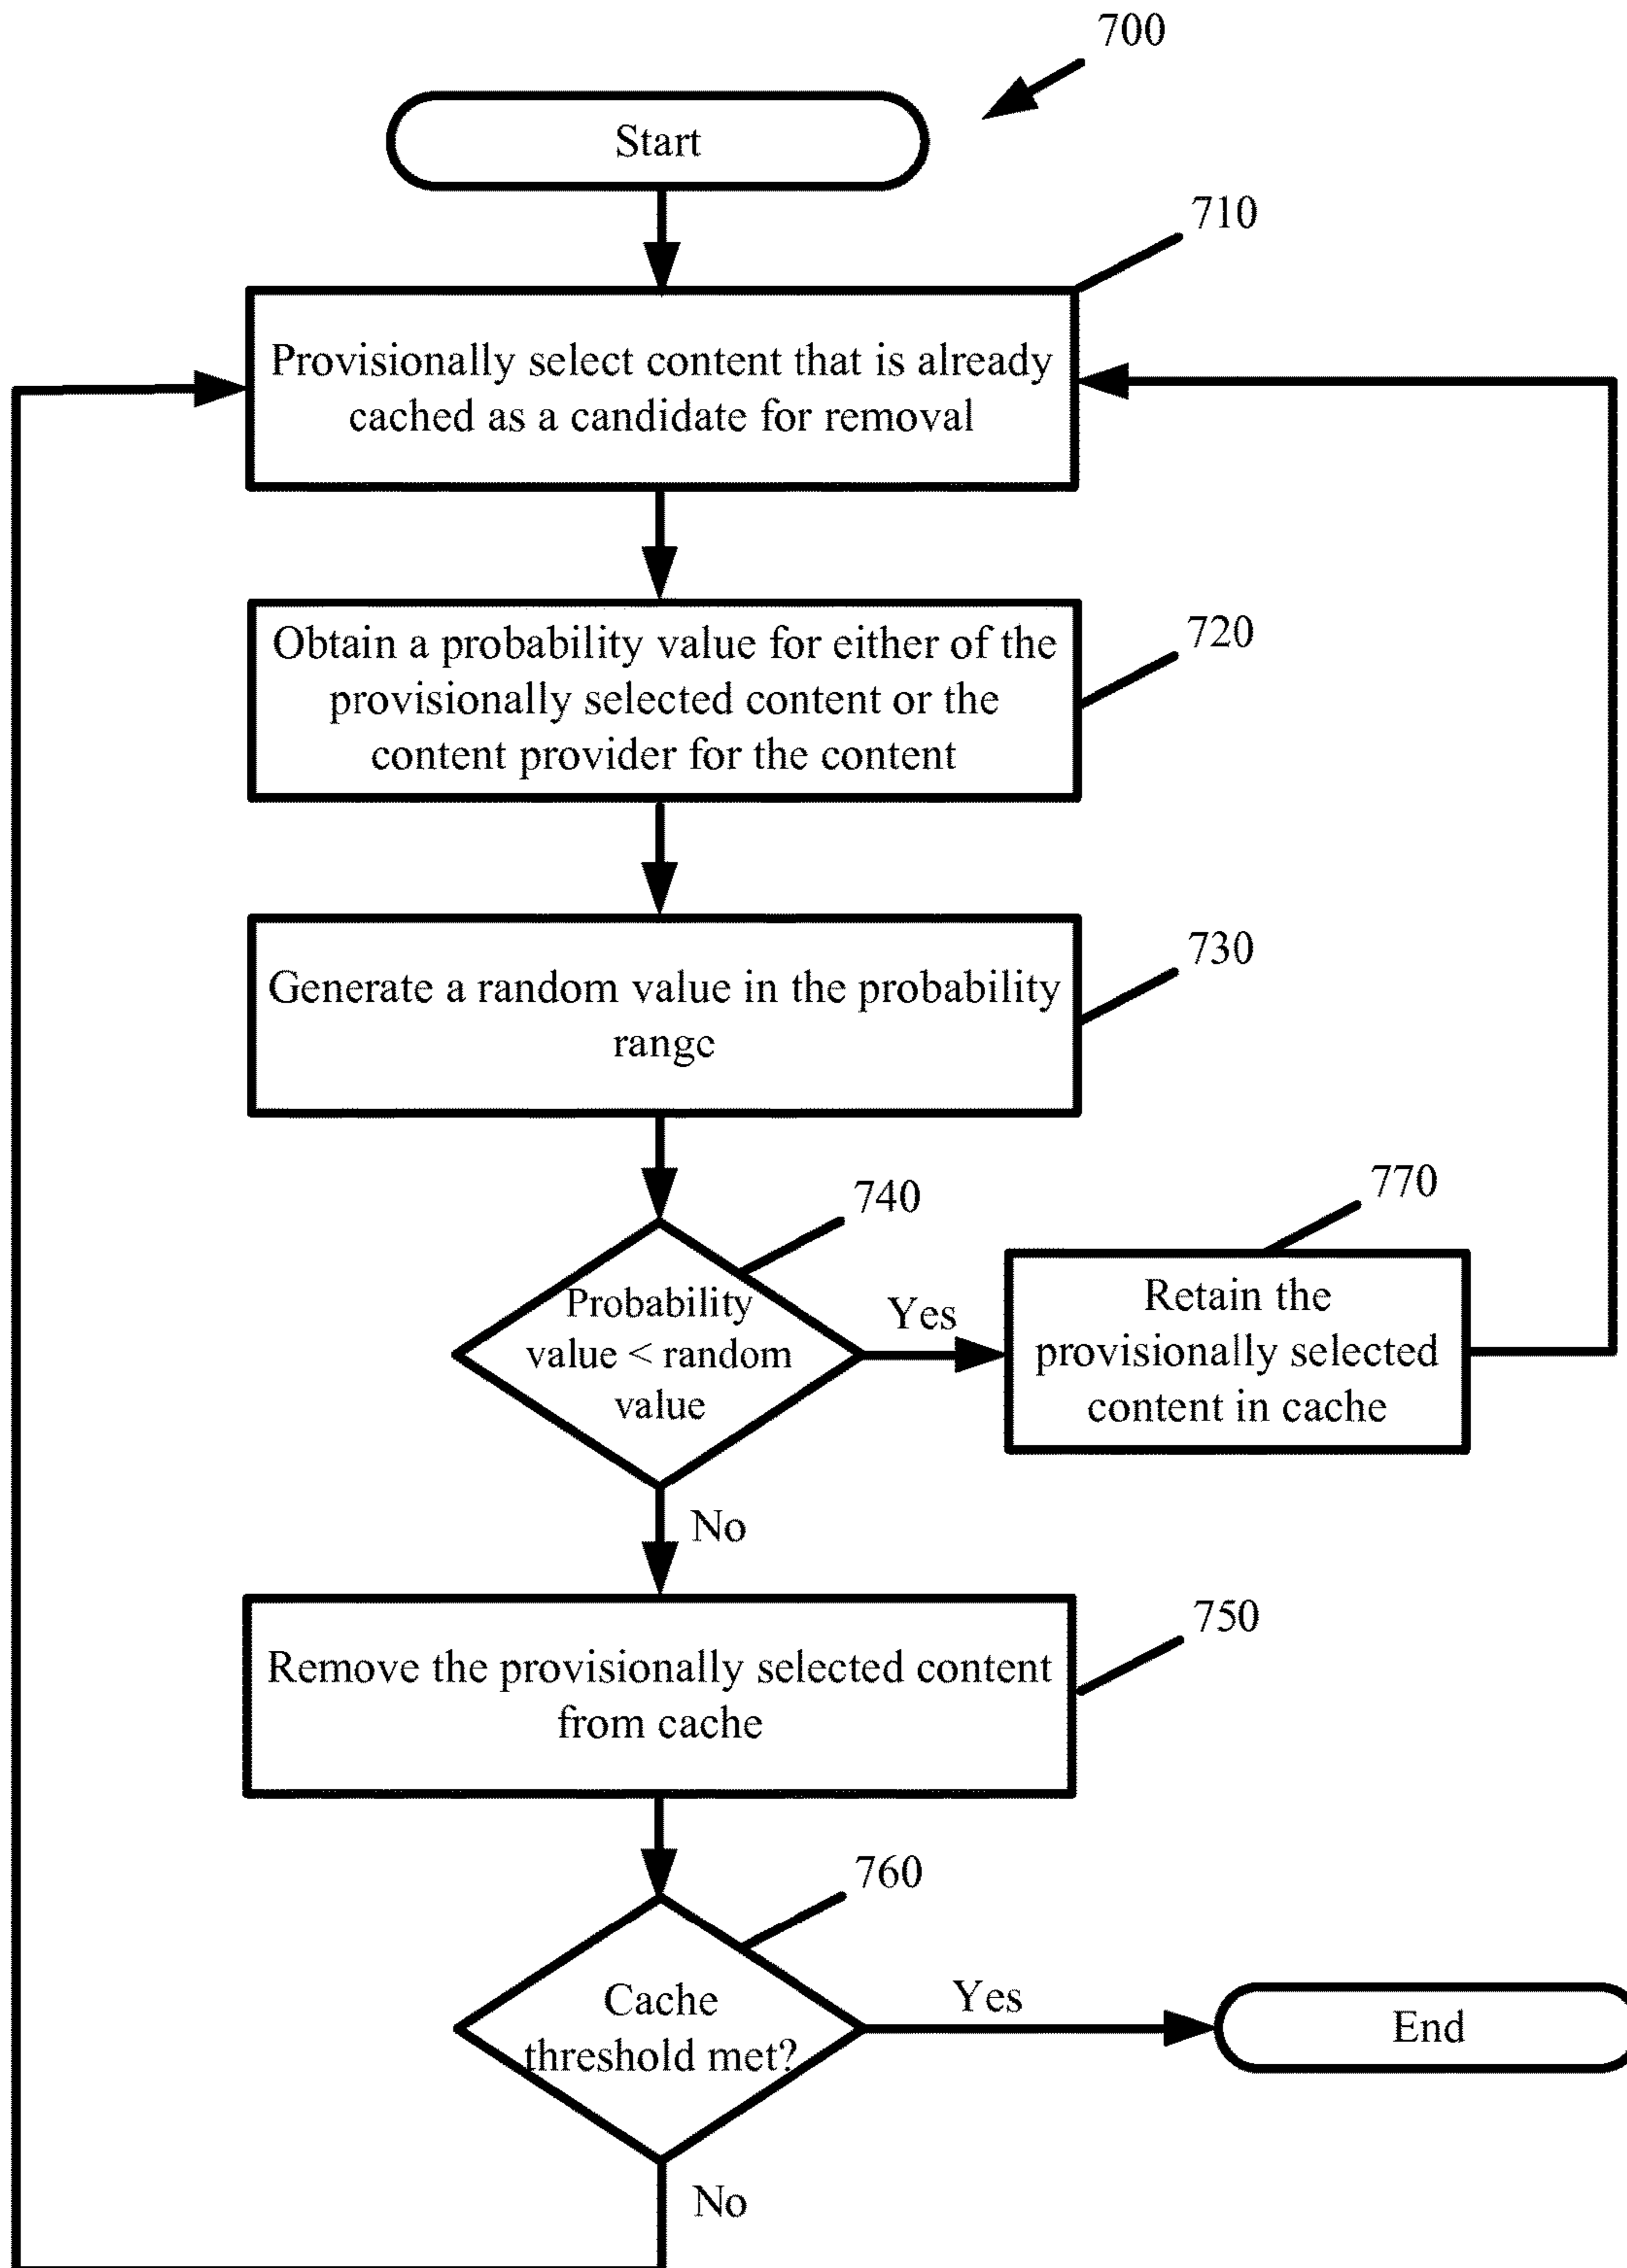 700
Start
710
Provisionally select content that is already
cached as a candidate for removal
720
Obtain a probability value for either of the
provisionally selected content or the
content provider for the content
730
Generate a random value in the probability
range
740
770
Probability
value < random
value
Yes
Retain the
provisionally selected
content in cache
No
750
Remove the provisionally selected content
from cache
760
Cache
threshold met?
Yes
End
No